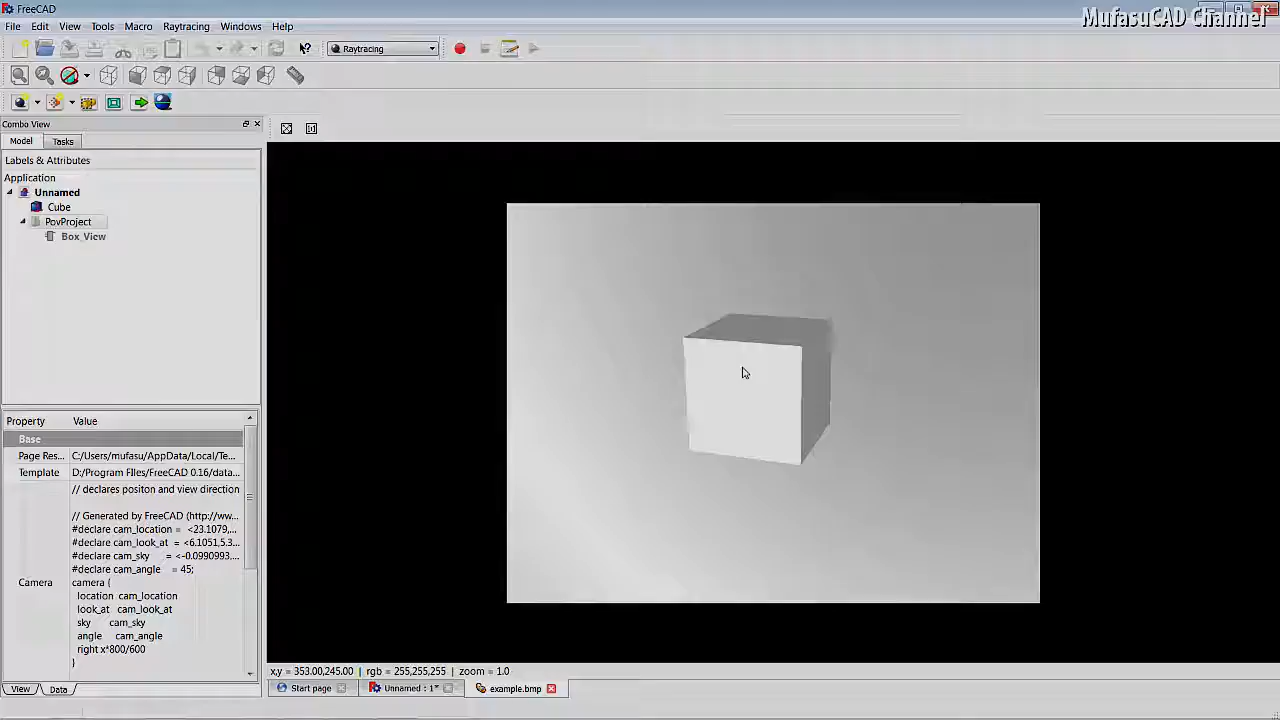 FreeCAD
MufasuCAD Channel
File Edit View Tools Macro Raytracing Windows Help
Raytracing
Combo View
Model Tasks
Labels & Attributes
Application
Unnamed
Cube
PovProject
Box_View
Property Value
Base
Page Res... C:/Users/mufasu/AppData/Local/Te...
Template D:/Program Files/FreeCAD 0.16/data...
// declares positon and view direction
// Generated by FreeCAD (http://ww...
#declare cam_location = <23.1079,...
#declare cam_look_at = <6.1051,5.3...
#declare cam_sky = <-0.0990993,...
#declare cam_angle = 45;
Camera camera {
location cam_location
look_at cam_look_at
sky cam_sky
angle cam_angle
right x*800/600
}
x,y = 353.00,245.00 | rgb = 255,255,255 | zoom = 1.0
View Data Start page Unnamed : 1* example.bmp